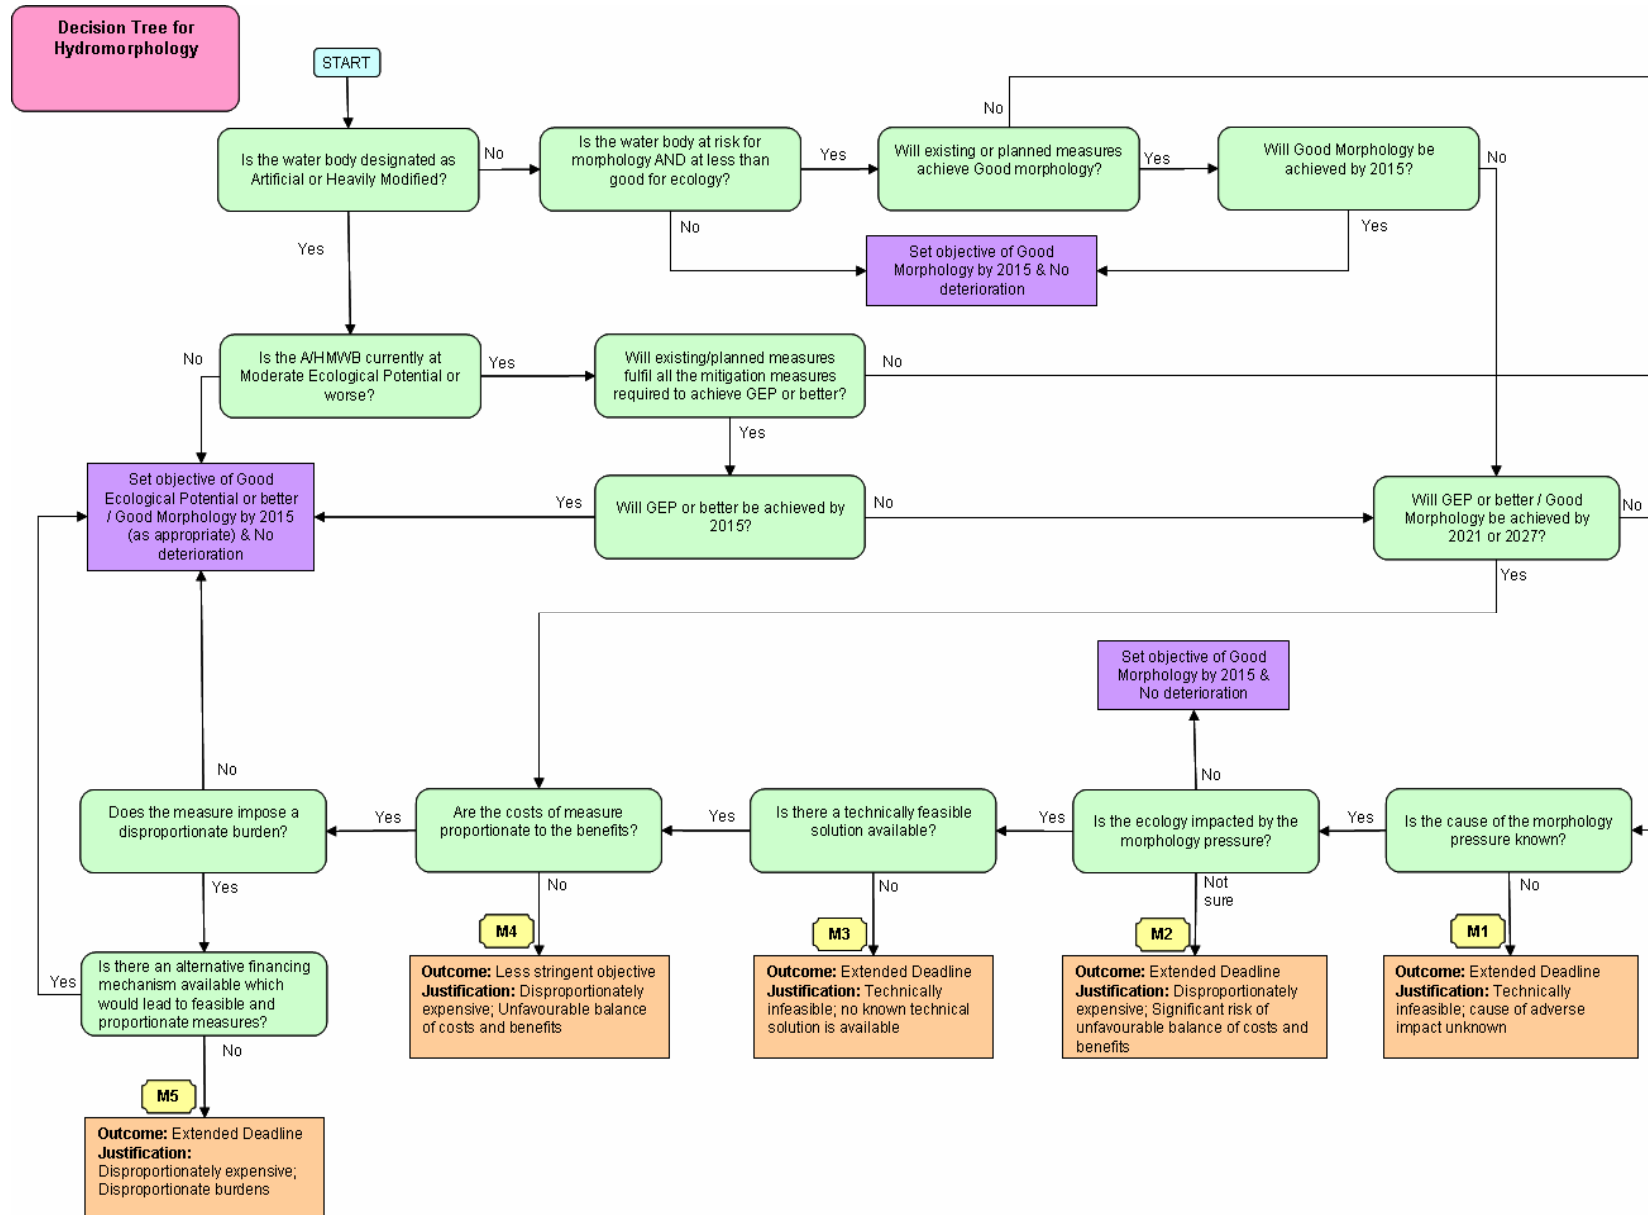 Decision Tree for
Hydromorphology
START
Is the water body designated as
Artificial or Heavily Modified?
No
Is the water body at risk for
morphology AND at less than
good for ecology?
Yes
Will existing or planned measures
achieve Good morphology?
No
Yes
Will Good Morphology be
achieved by 2015?
No
Yes
No
Yes
Set objective of Good
Morphology by 2015 & No
deterioration
No
Is the A/HMWB currently at
Moderate Ecological Potential or
worse?
Yes
Will existing/planned measures
fulfil all the mitigation measures
required to achieve GEP or better?
No
Yes
Set objective of Good
Ecological Potential or better
/ Good Morphology by 2015
(as appropriate) & No
deterioration
Yes
Will GEP or better be achieved by
2015?
No
Will GEP or better / Good
Morphology be achieved by
2021 or 2027?
No
Yes
Set objective of Good
Morphology by 2015 &
No deterioration
No
No
Does the measure impose a
disproportionate burden?
Yes
Are the costs of measure
proportionate to the benefits?
Yes
Is there a technically feasible
solution available?
Yes
Is the ecology impacted by the
morphology pressure?
Yes
Is the cause of the morphology
pressure known?
Yes
No
No
Not
sure
No
M4
M3
M2
M1
Yes
Is there an alternative financing
mechanism available which
would lead to feasible and
proportionate measures?
Outcome: Less stringent objective
Justification: Disproportionately
expensive; Unfavourable balance
of costs and benefits
Outcome: Extended Deadline
Justification: Technically
infeasible; no known technical
solution is available
Outcome: Extended Deadline
Justification: Disproportionately
expensive; Significant risk of
unfavourable balance of costs and
benefits
Outcome: Extended Deadline
Justification: Technically
infeasible; cause of adverse
impact unknown
No
M5
Outcome: Extended Deadline
Justification:
Disproportionately expensive;
Disproportionate burdens